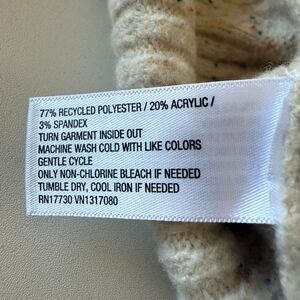 77% RECYCLED POLYESTER / 20% ACRYLIC /
3% SPANDEX
TURN GARMENT INSIDE OUT
MACHINE WASH COLD WITH LIKE COLORS
GENTLE CYCLE
ONLY NON-CHLORINE BLEACH IF NEEDED
TUMBLE DRY, COOL IRON IF NEEDED
RN17730 VN1317080